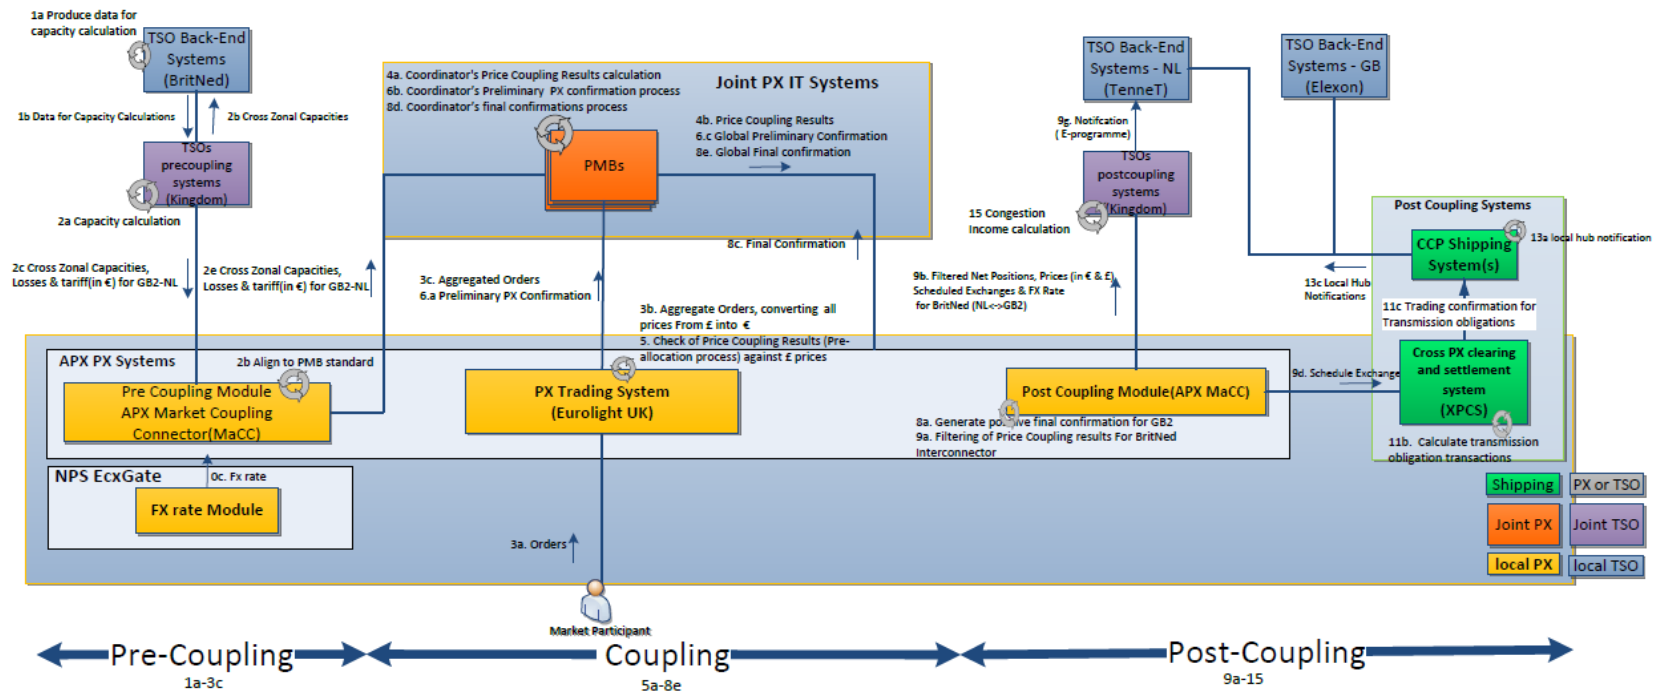 1a Produce data for
capacity calculation
TSO Back-End
Systems
(BritNed)
1b Data for Capacity Calculations
2b Cross Zonal Capacities
TSOs
precoupling
systems
(Kingdom)
2a Capacity calculation
2c Cross Zonal Capacities,
Losses & tariff(in €) for GB2-NL
2e Cross Zonal Capacities,
Losses & tariff(in €) for GB2-NL
4a. Coordinator's Price Coupling Results calculation
6b. Coordinator's Preliminary PX confirmation process
8d. Coordinator's final confirmations process
Joint PX IT Systems
PMBs
4b. Price Coupling Results
6.c Global Preliminary Confirmation
8e. Global Final confirmation
8c. Final Confirmation
3c. Aggregated Orders
6.a Preliminary PX Confirmation
3b. Aggregate Orders, converting all
prices From £ into €
5. Check of Price Coupling Results (Pre-
allocation process) against £ prices
TSO Back-End
Systems - NL
(TenneT)
TSO Back-End
Systems - GB
(Elexon)
9g. Notifcation
( E-programme)
TSOs
postcoupling
systems
(Kingdom)
15 Congestion
Income calculation
9b. Filtered Net Positions, Prices (in € & £),
Scheduled Exchanges & FX Rate
for BritNed (NL<->GB2)
Post Coupling Systems
CCP Shipping
System(s)
13a local hub notification
13c Local Hub
Notifications
11c Trading confirmation for
Transmission obligations
Cross PX clearing
and settlement
system
(XPCS)
9d. Schedule Exchange
11b. Calculate transmission
obligation transactions
APX PX Systems
2b Align to PMB standard
Pre Coupling Module
APX Market Coupling
Connector(MaCC)
PX Trading System
(Eurolight UK)
Post Coupling Module(APX MaCC)
8a. Generate positive final confirmation for GB2
9a. Filtering of Price Coupling results For BritNed
Interconnector
NPS EcxGate
0c. Fx rate
FX rate Module
3a. Orders
Market Participant
Shipping
PX or TSO
Joint PX
Joint TSO
local PX
local TSO
Pre-Coupling
1a-3c
Coupling
5a-8e
Post-Coupling
9a-15